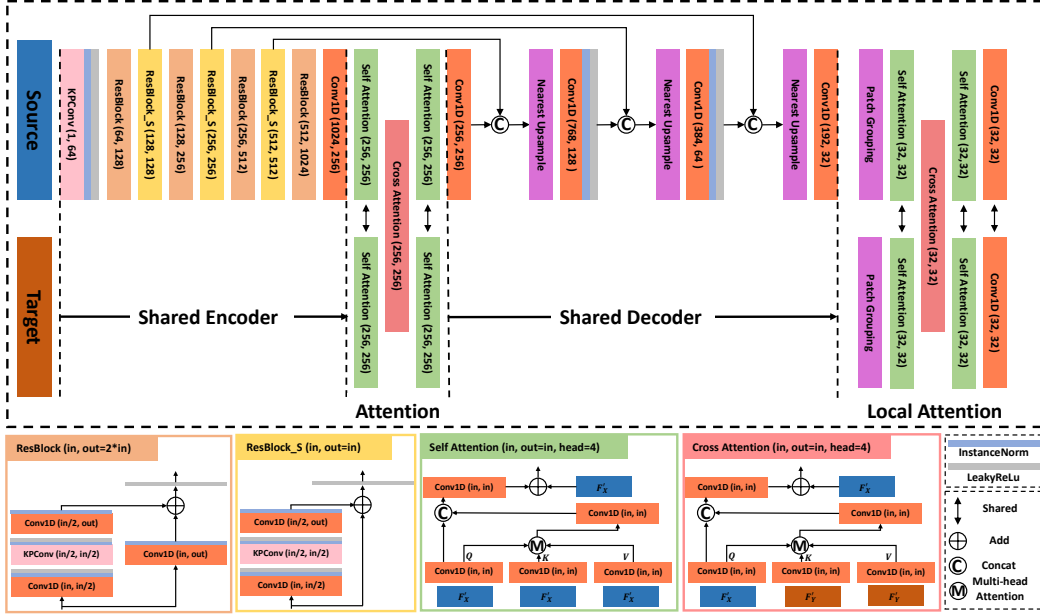 Source
KPConv (1, 64)
ResBlock (64, 128)
ResBlock_S (128, 128)
ResBlock (128, 256)
ResBlock_S (256, 256)
ResBlock (256, 512)
ResBlock_S (512, 512)
ResBlock (512, 1024)
Conv1D (1024, 256)
Self Attention (256, 256)
Cross Attention (256, 256)
Self Attention (256, 256)
Conv1D (256, 256)
C
Nearest Upsample
Conv1D (768, 128)
C
Nearest Upsample
Conv1D (384, 64)
C
Nearest Upsample
Conv1D (192, 32)
Patch Grouping
Self Attention (32, 32)
Cross Attention (32, 32)
Self Attention (32, 32)
Conv1D (32, 32)
Target
Shared Encoder
Self Attention (256, 256)
Self Attention (256, 256)
Shared Decoder
Patch Grouping
Self Attention (32, 32)
Self Attention (32, 32)
Conv1D (32, 32)
Attention
Local Attention
ResBlock (in, out=2*in)
Conv1D (in/2, out)
KPConv (in/2, in/2)
Conv1D (in, out)
Conv1D (in, in/2)
ResBlock_S (in, out=in)
Conv1D (in/2, out)
KPConv (in/2, in/2)
Conv1D (in, in/2)
Self Attention (in, out=in, head=4)
Conv1D (in, in)
F'X
C
Conv1D (in, in)
M
Q
K
V
Conv1D (in, in)
Conv1D (in, in)
Conv1D (in, in)
F'X
F'X
F'X
Cross Attention (in, out=in, head=4)
Conv1D (in, in)
F'X
C
Conv1D (in, in)
M
Q
K
V
Conv1D (in, in)
Conv1D (in, in)
Conv1D (in, in)
F'X
F'Y
F'Y
InstanceNorm
LeakyReLu
Shared
Add
C
Concat
M
Multi-head
Attention